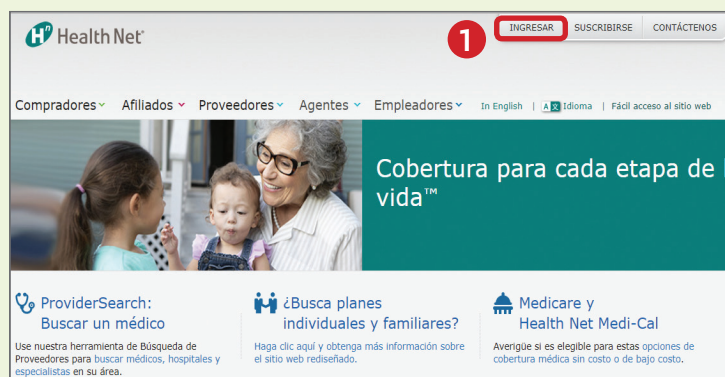 Health Net
1
INGRESAR SUSCRIBIRSE CONTÁCTENOS
Compradores Afiliados Proveedores Agentes Empleadores In English | Idioma | Fácil acceso al sitio web
Cobertura para cada etapa de
vida™
ProviderSearch:
Buscar un médico
Use nuestra herramienta de Búsqueda de
Proveedores para buscar médicos, hospitales y
especialistas en su área.
¿Busca planes
individuales y familiares?
Haga clic aquí y obtenga más información sobre
el sitio web rediseñado.
Medicare y
Health Net Medi-Cal
Averigüe si es elegible para estas opciones de
cobertura médica sin costo o de bajo costo.